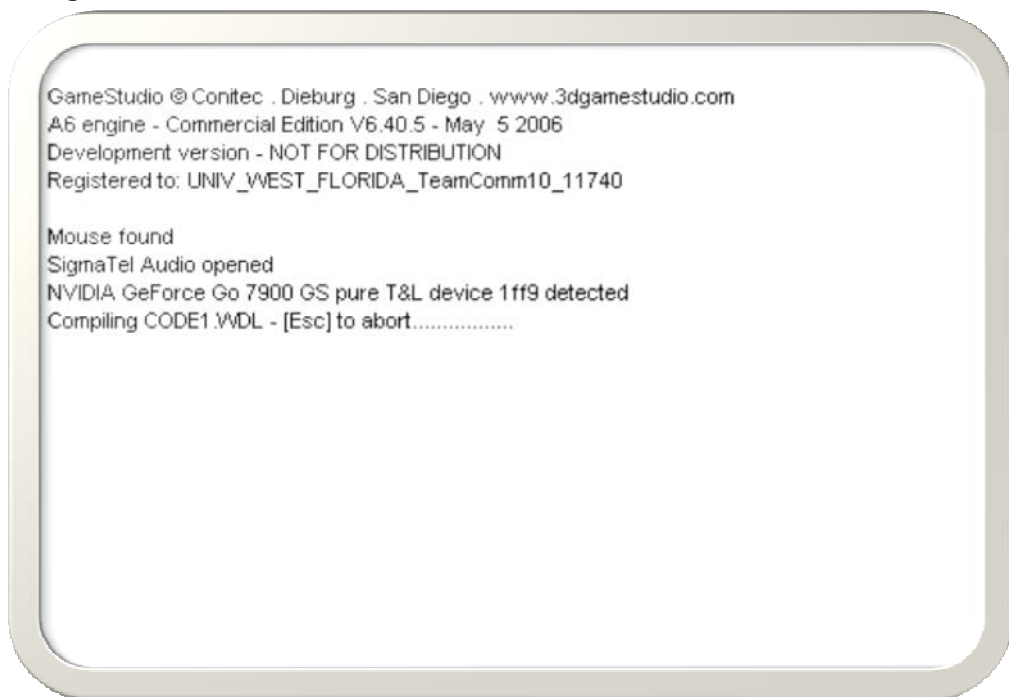 GameStudio © Conitec . Dieburg . San Diego . www.3dgamestudio.com
A6 engine - Commercial Edition V6.40.5 - May  5 2006
Development version - NOT FOR DISTRIBUTION
Registered to: UNIV_WEST_FLORIDA_TeamComm10_11740
Mouse found
SigmaTel Audio opened
NVIDIA GeForce Go 7900 GS pure T&L device 1ff9 detected
Compiling CODE1.WDL - [Esc] to abort.................